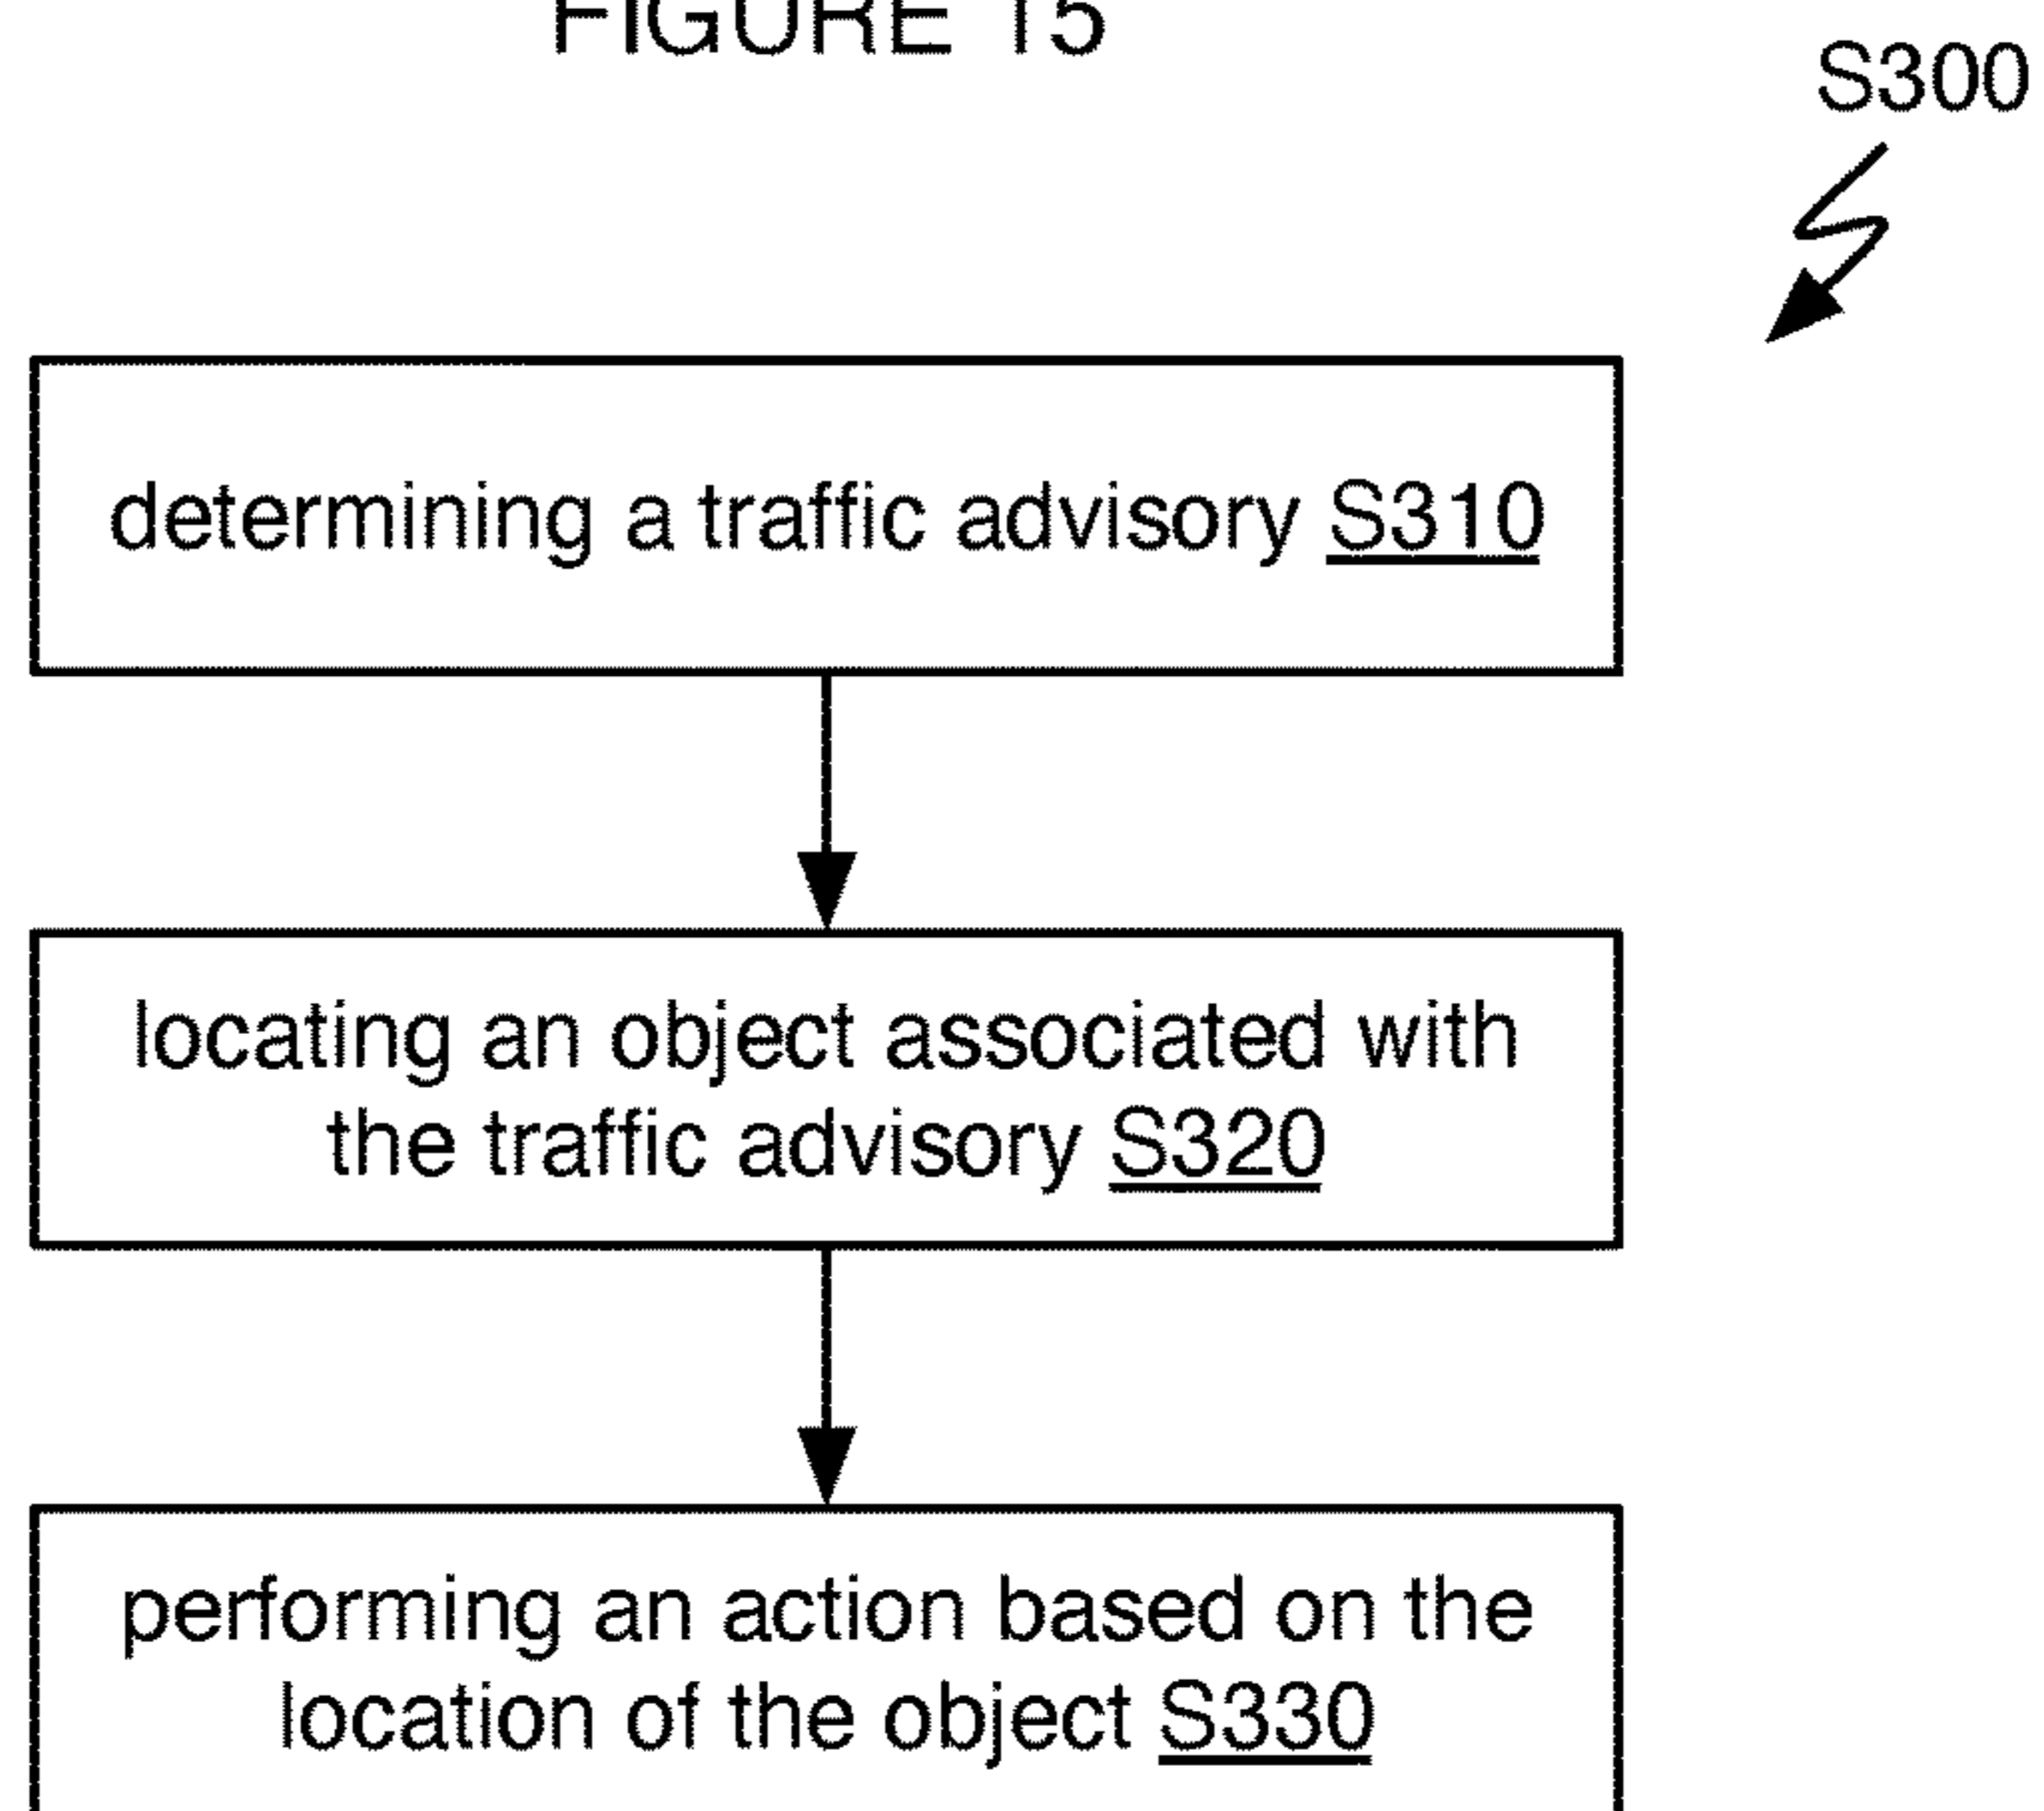 FIGURE 15
S300
determining a traffic advisory S310
locating an object associated with
the traffic advisory S320
performing an action based on the
location of the object S330